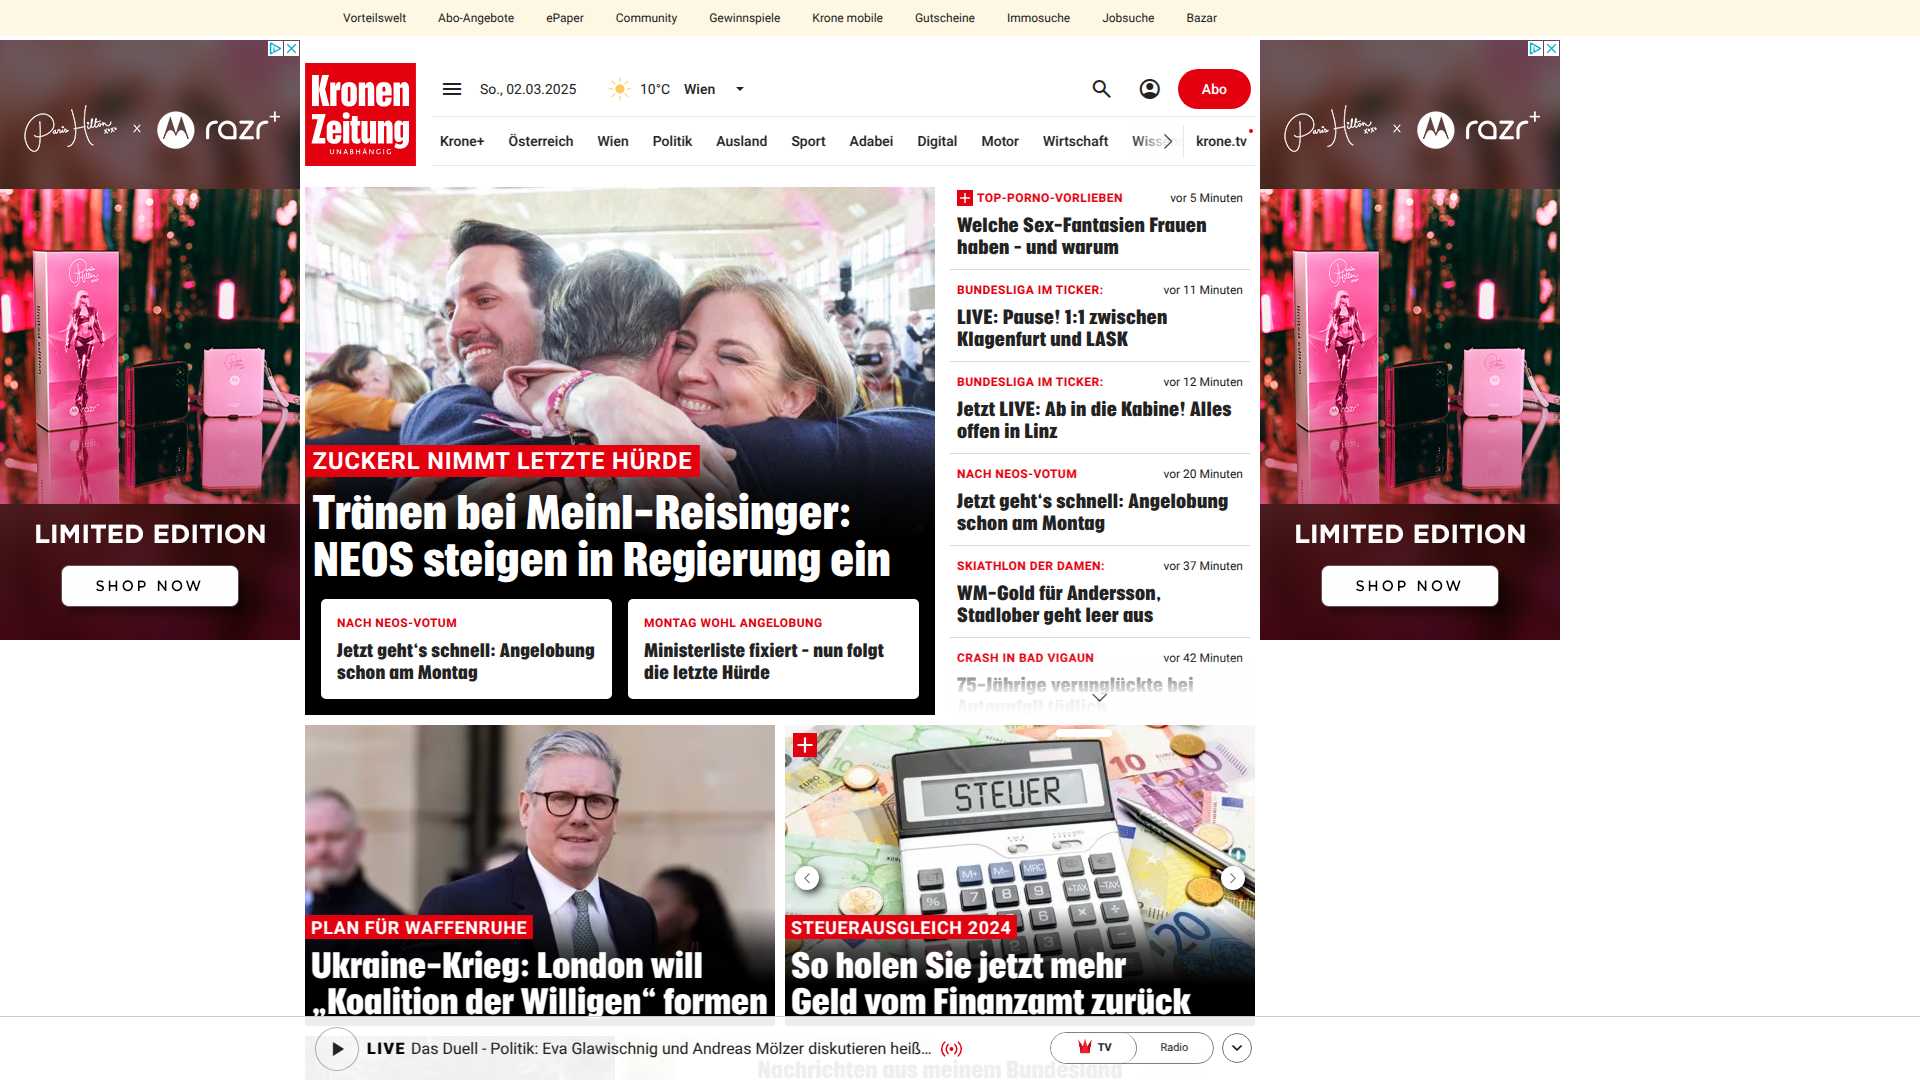 Vorteilswelt Abo-Angebote ePaper Community Gewinnspiele Krone mobile Gutscheine Immosuche Jobsuche Bazar
Kronen
Zeitung
UNABHÄNGIG
So., 02.03.2025 10°C Wien
Abo
Krone+ Österreich Wien Politik Ausland Sport Adabei Digital Motor Wirtschaft krone.tv
Paris Hilton x razr+
LIMITED EDITION
SHOP NOW
ZUCKERL NIMMT LETZTE HÜRDE
Tränen bei Meinl-Reisinger:
NEOS steigen in Regierung ein
NACH NEOS-VOTUM
Jetzt geht‘s schnell: Angelobung
schon am Montag
MONTAG WOHL ANGELOBUNG
Ministerliste fixiert - nun folgt
die letzte Hürde
TOP-PORNO-VORLIEBEN vor 5 Minuten
Welche Sex-Fantasien Frauen
haben - und warum
BUNDESLIGA IM TICKER: vor 11 Minuten
LIVE: Pause! 1:1 zwischen
Klagenfurt und LASK
BUNDESLIGA IM TICKER: vor 12 Minuten
Jetzt LIVE: Ab in die Kabine! Alles
offen in Linz
NACH NEOS-VOTUM vor 20 Minuten
Jetzt geht‘s schnell: Angelobung
schon am Montag
SKIATHLON DER DAMEN: vor 37 Minuten
WM-Gold für Andersson,
Stadlober geht leer aus
CRASH IN BAD VIGAUN vor 42 Minuten
75-Jährige verunglückte bei
Autounfall tödlich
Paris Hilton x razr+
LIMITED EDITION
SHOP NOW
PLAN FÜR WAFFENRUHE
Ukraine-Krieg: London will
„Koalition der Willigen“ formen
STEUER
STEUERAUSGLEICH 2024
So holen Sie jetzt mehr
Geld vom Finanzamt zurück
LIVE Das Duell - Politik: Eva Glawischnig und Andreas Mölzer diskutieren heiß...
TV Radio
Nachrichten aus meinem Bundesland